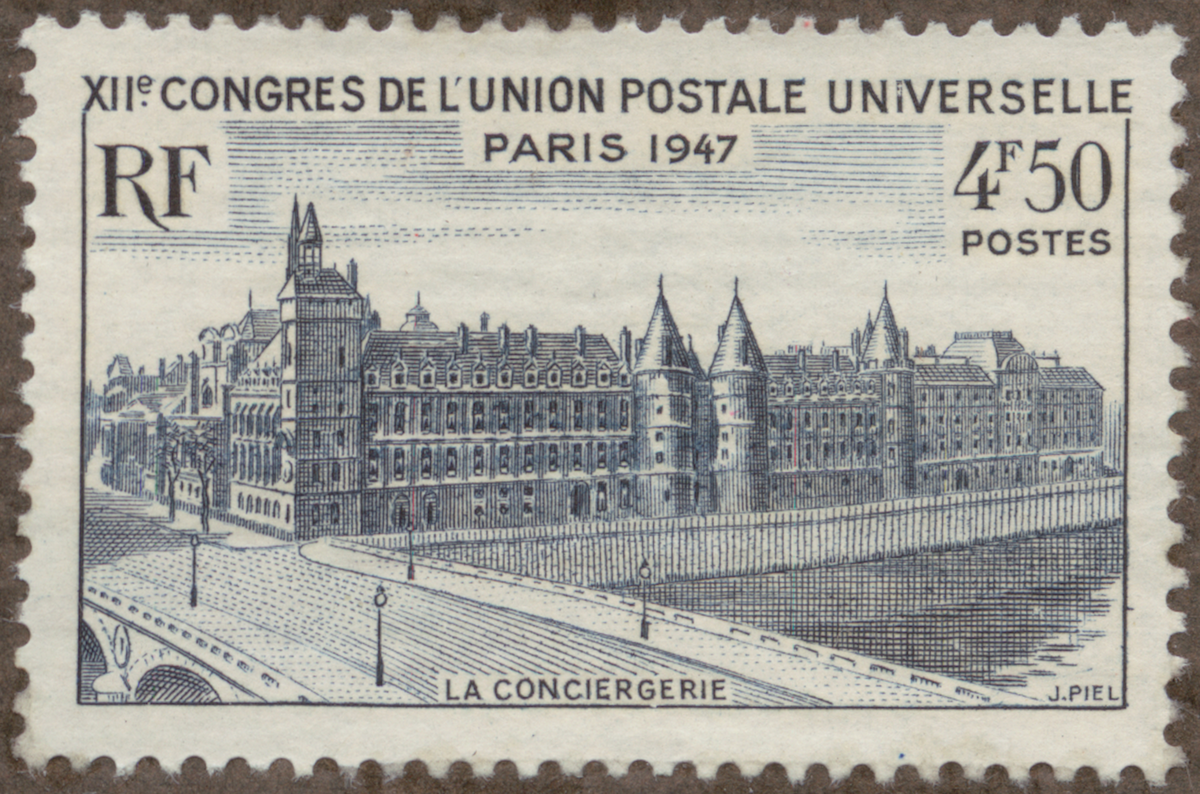 XIIe. CONGRES DE L'UNION POSTALE UNIVERSELLE
PARIS 1947
RF
4F50
POSTES
LA CONCIERGERIE
J. PIEL